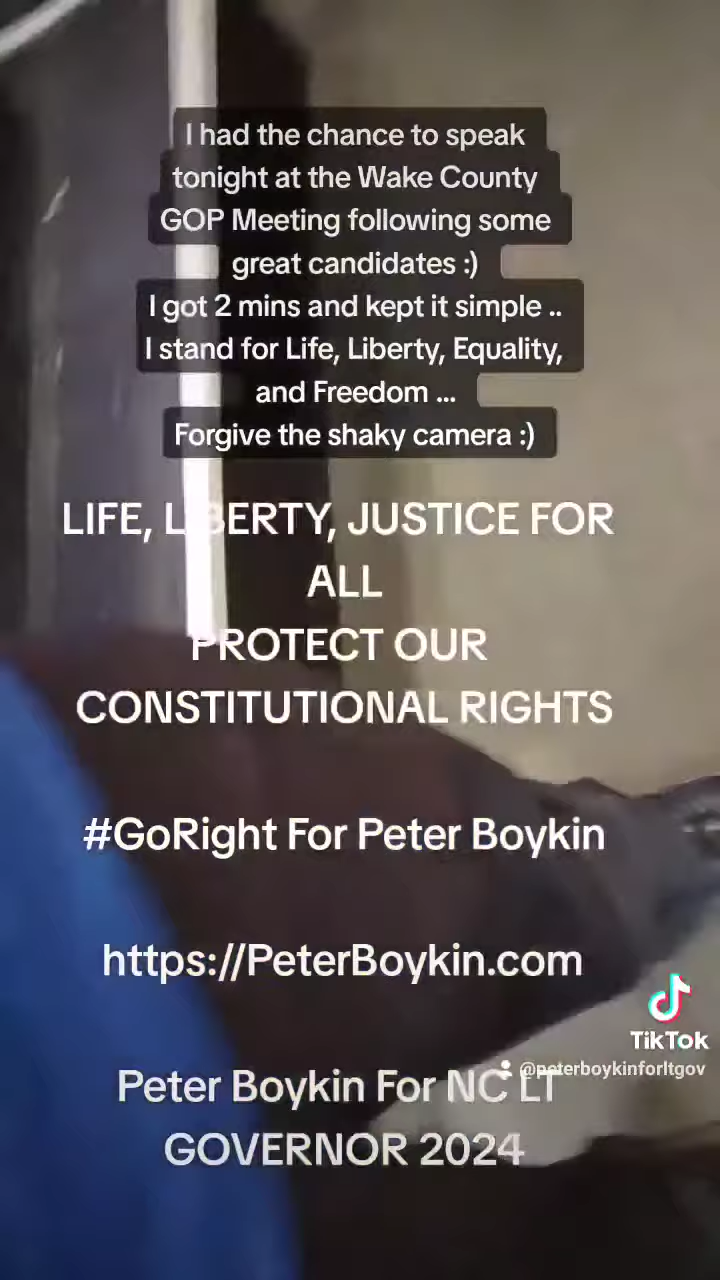 I had the chance to speak
tonight at the Wake County
GOP Meeting following some
great candidates :)
I got 2 mins and kept it simple ..
I stand for Life, Liberty, Equality,
and Freedom ...
Forgive the shaky camera :)
LIFE, LIBERTY, JUSTICE FOR
ALL
PROTECT OUR
CONSTITUTIONAL RIGHTS
#GoRight For Peter Boykin
https://PeterBoykin.com
TikTok
@peterboykinforltgov
Peter Boykin For NC LT
GOVERNOR 2024